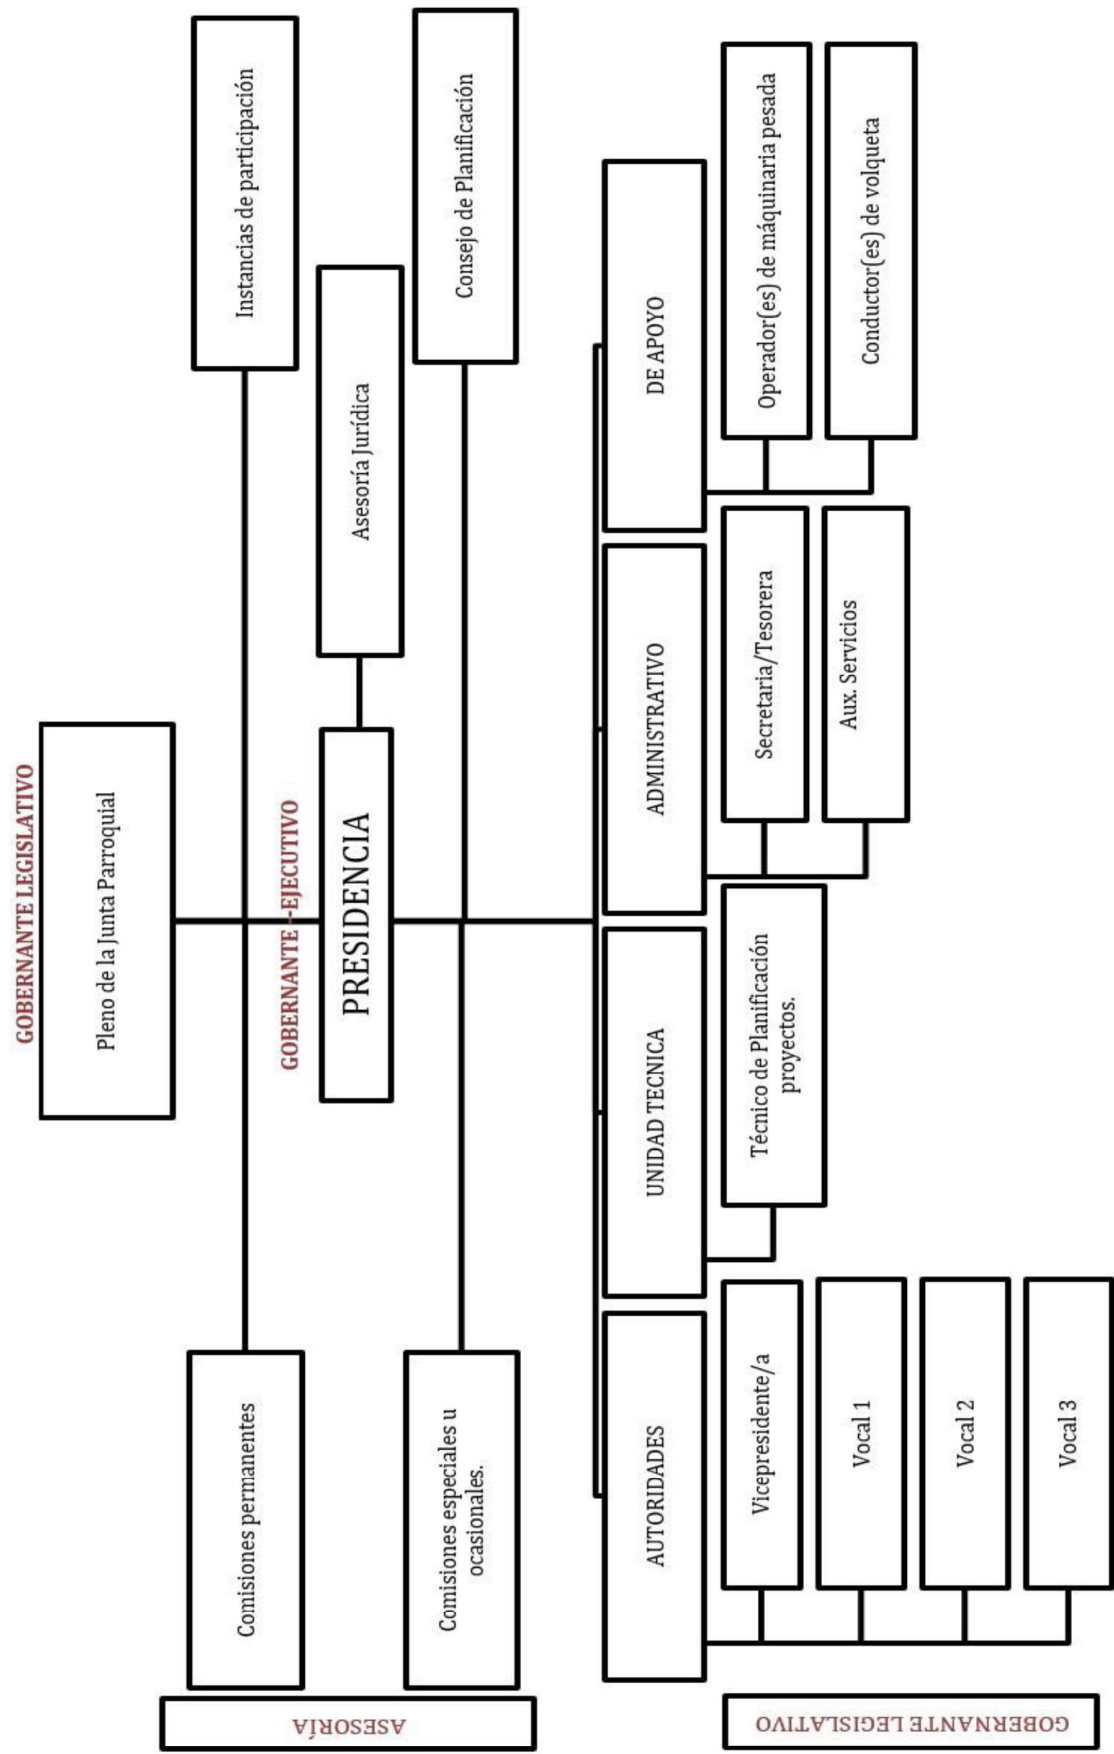 GOBERNANTE LEGISLATIVO
Pleno de la Junta Parroquial
Comisiones permanentes
Instancias de participación
GOBERNANTE -EJECUTIVO
PRESIDENCIA
Asesoría Jurídica
ASESORÍA
Comisiones especiales u
ocasionales.
Consejo de Planificación
AUTORIDADES
UNIDAD TECNICA
ADMINISTRATIVO
DE APOYO
GOBERNANTE LEGISLATIVO
Vicepresidente/a
Vocal 1
Vocal 2
Vocal 3
Técnico de Planificación
proyectos.
Secretaria/Tesorera
Aux. Servicios
Operador(es) de máquinaria pesada
Conductor(es) de volqueta